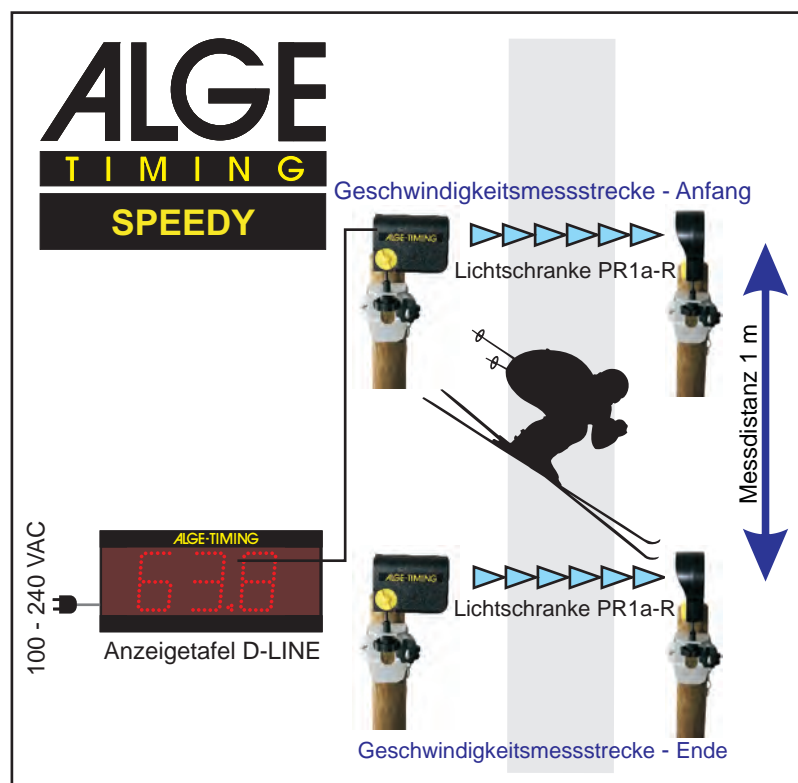 ALGE
TIMING
SPEEDY
Geschwindigkeitsmessstrecke - Anfang
ALGE-TIMING
Lichtschranke PR1a-R
Messdistanz 1 m
100 - 240 VAC
ALGE-TIMING
63.8
Anzeigetafel D-LINE
ALGE-TIMING
Lichtschranke PR1a-R
Geschwindigkeitsmessstrecke - Ende